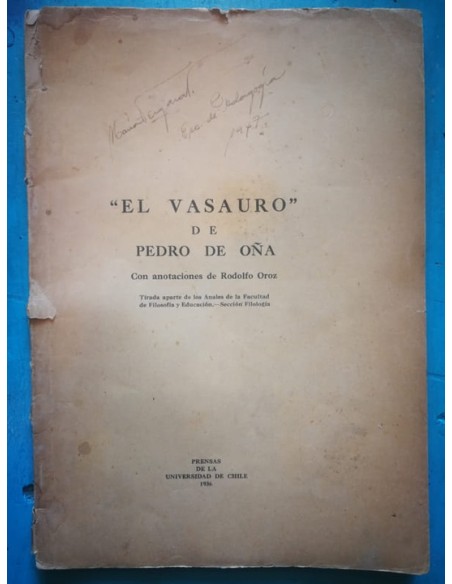 1947.
"EL VASAURO"
DE
PEDRO DE OÑA
Con anotaciones de Rodolfo Oroz
Tirada aparte de los Anales de la Facultad
de Filosofía y Educación.—Sección Filología
PRENSAS
DE LA
UNIVERSIDAD DE CHILE
1936